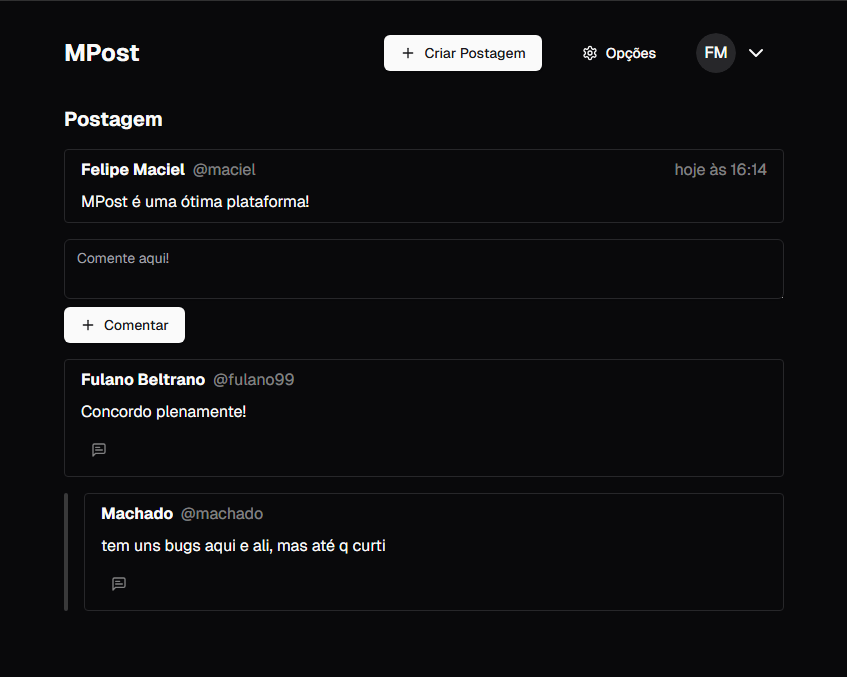 MPost
Criar Postagem
Opções
FM
Postagem
Felipe Maciel @maciel hoje às 16:14
MPost é uma ótima plataforma!
Comente aqui!
Comentar
Fulano Beltrano @fulano99
Concordo plenamente!
Machado @machado
tem uns bugs aqui e ali, mas até q curti